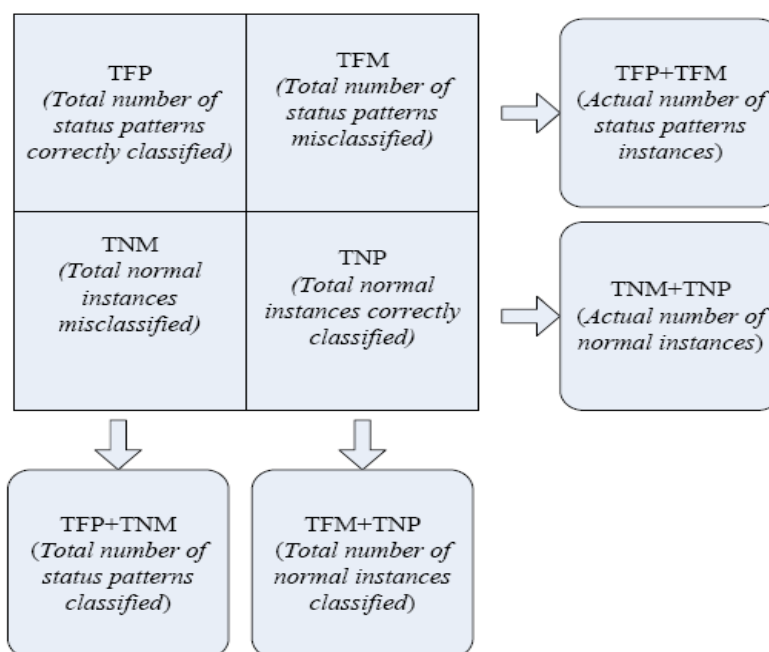 TFP
(Total number of
status patterns
correctly classified)
TFM
(Total number of
status patterns
misclassified)
TFP+TFM
(Actual number of
status patterns
instances)
TNM
(Total normal
instances
misclassified)
TNP
(Total normal
instances correctly
classified)
TNM+TNP
(Actual number of
normal instances)
TFP+TNM
(Total number of
status patterns
classified)
TFM+TNP
(Total number of
normal instances
classified)